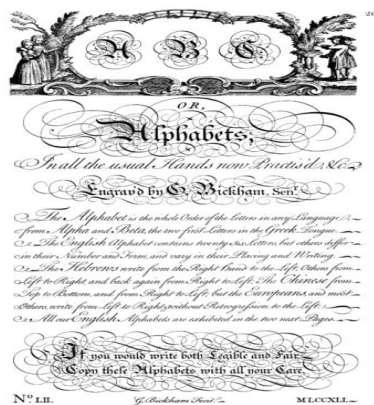 A B C.
OR,
Alphabets;
In all the usual Hands now Practis'd, &c.
Engrav'd by G. Bickham, Senr.
The Alphabet is the whole Order of the Letters in any Language;
from Alpha and Beta, the two first Letters in the Greek Tongue.
The English Alphabet contains twenty six Letters, but others differ
in their Number and Form, and vary in their Placing and Writing.
The Hebrews write from the Right Hand to the Left; Others from
Left to Right, and back again from Right to Left; The Chinese from
Top to Bottom, and from Right to Left; but the Europeans, and most
Others, write from Left to Right, without Retrogression to the Left.
All our English Alphabets are exhibited in the two next Pages.
If you would write both Legible and Fair,
Copy these Alphabets with all your Care.
No. LII. G. Bickham Fecit. MDCCXLI.